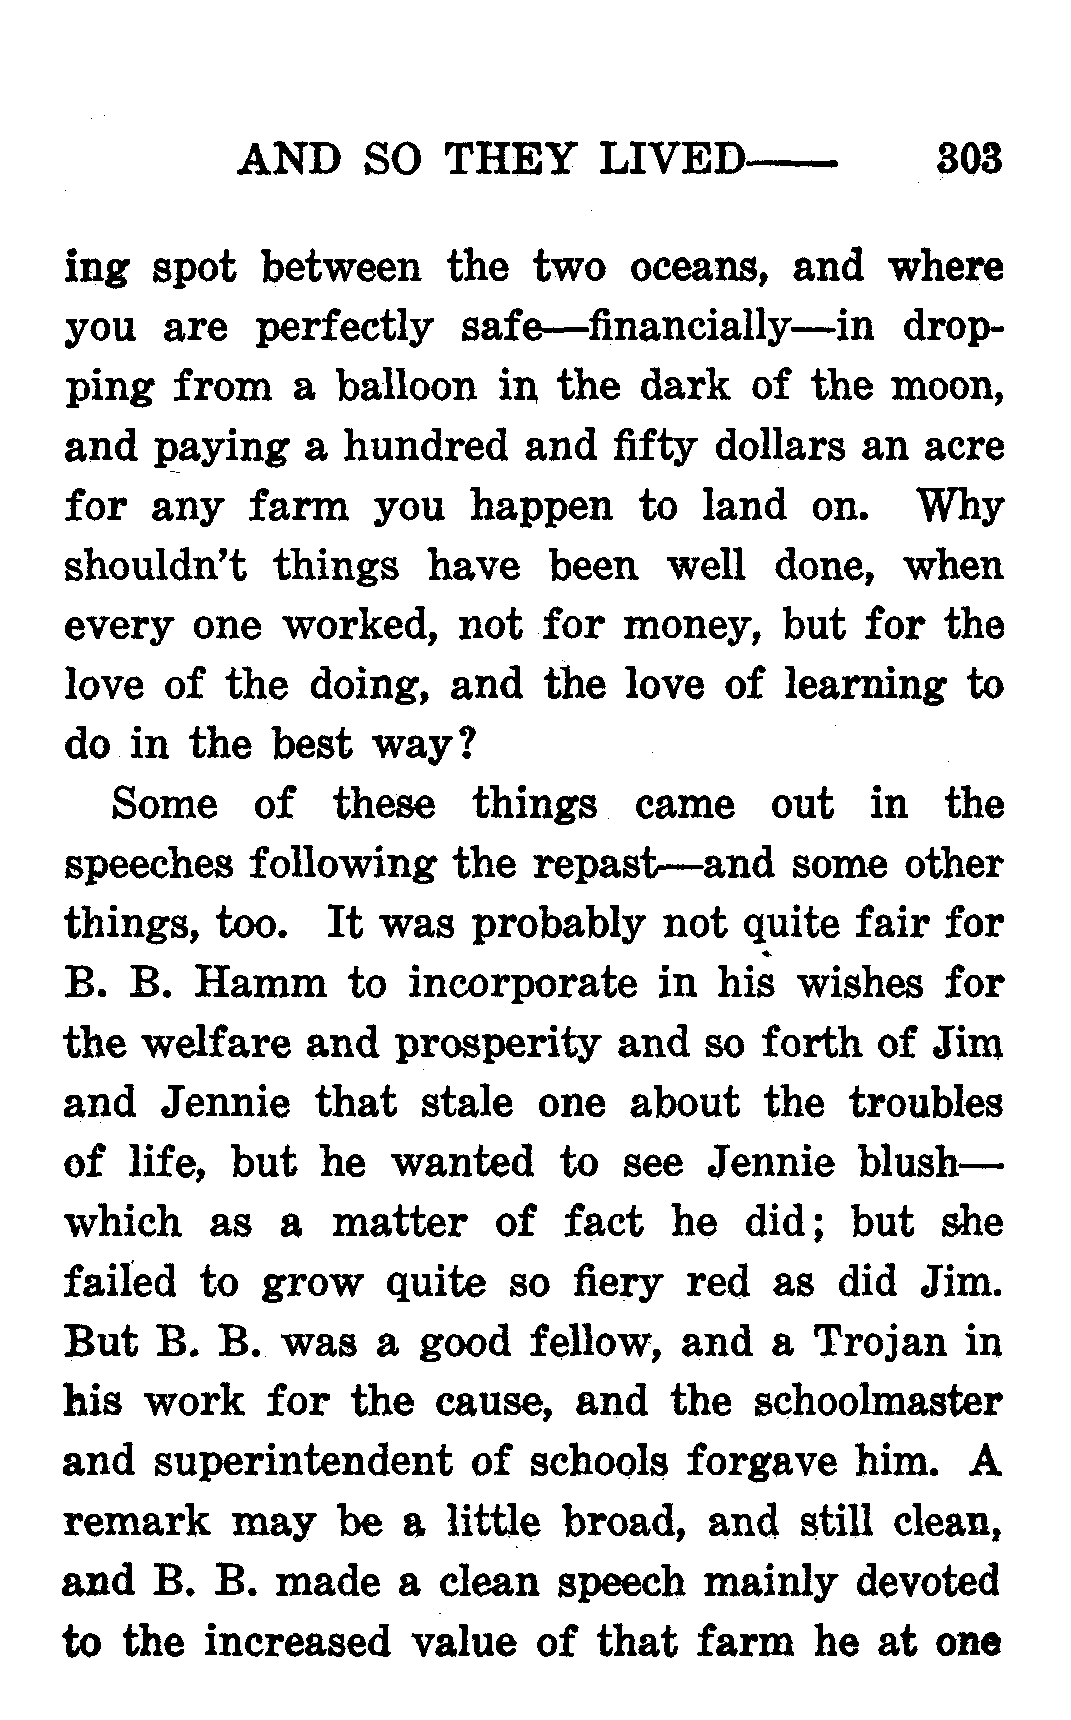 AND SO THEY LIVED—— 303
ing spot between the two oceans, and where
you are perfectly safe—financially—in drop-
ping from a balloon in the dark of the moon,
and paying a hundred and fifty dollars an acre
for any farm you happen to land on. Why
shouldn't things have been well done, when
every one worked, not for money, but for the
love of the doing, and the love of learning to
do in the best way?
Some of these things came out in the
speeches following the repast—and some other
things, too. It was probably not quite fair for
B. B. Hamm to incorporate in his wishes for
the welfare and prosperity and so forth of Jim
and Jennie that stale one about the troubles
of life, but he wanted to see Jennie blush—
which as a matter of fact he did; but she
failed to grow quite so fiery red as did Jim.
But B. B. was a good fellow, and a Trojan in
his work for the cause, and the schoolmaster
and superintendent of schools forgave him. A
remark may be a little broad, and still clean,
and B. B. made a clean speech mainly devoted
to the increased value of that farm he at one